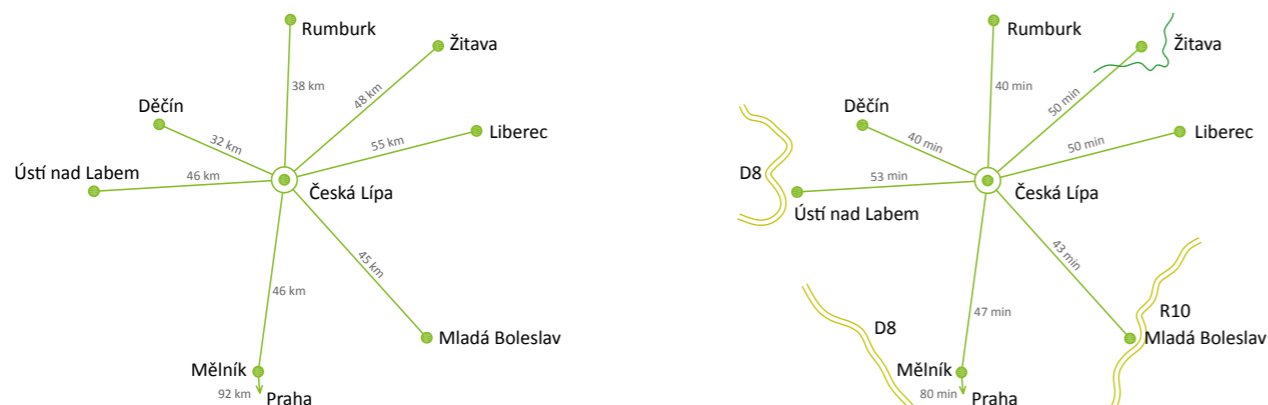 Rumburk
Žitava
38 km
48 km
Děčín
32 km
Liberec
55 km
Ústí nad Labem
46 km
Česká Lípa
45 km
46 km
Mladá Boleslav
Mělník
92 km
Praha
Rumburk
Žitava
40 min
50 min
Děčín
40 min
Liberec
50 min
D8
53 min
Česká Lípa
Ústí nad Labem
43 min
47 min
R10
D8
Mladá Boleslav
Mělník
80 min
Praha